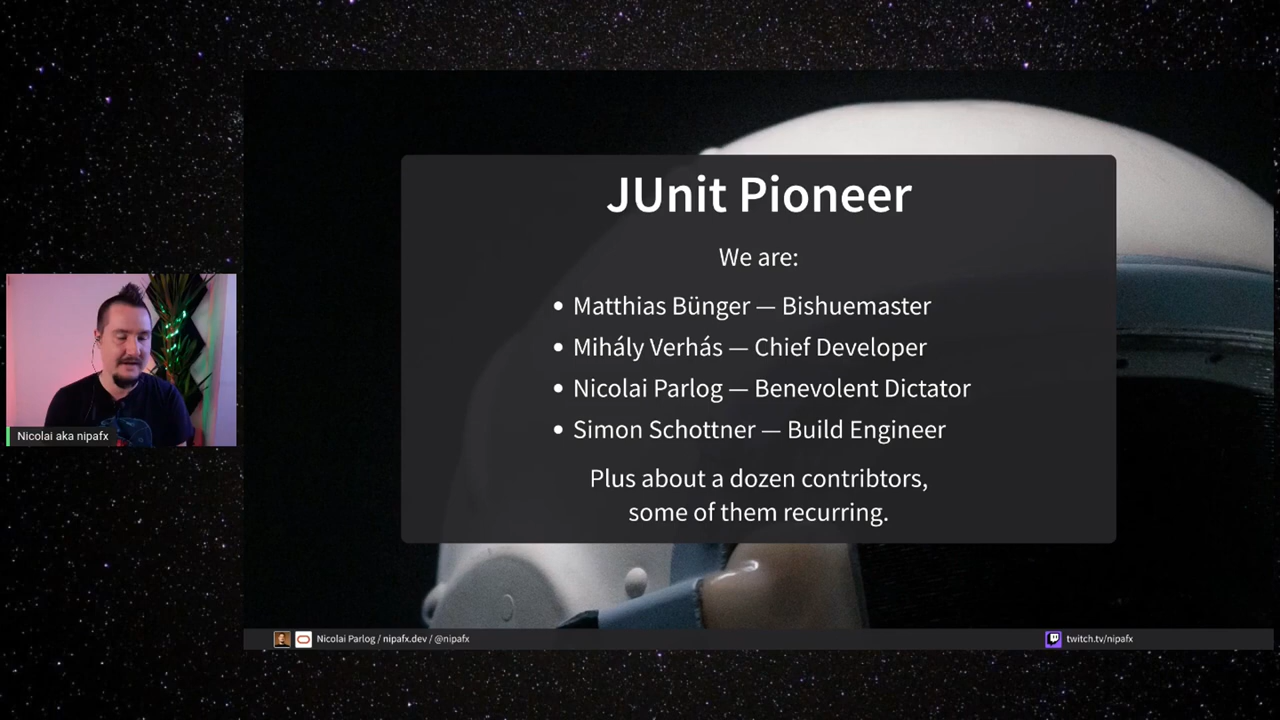 JUnit Pioneer
We are:
• Matthias Bünger — Bishuemaster
• Mihály Verhás — Chief Developer
• Nicolai Parlog — Benevolent Dictator
• Simon Schottner — Build Engineer
Plus about a dozen contribtors,
some of them recurring.
Nicolai aka nipafx
Nicolai Parlog / nipafx.dev / @nipafx
twitch.tv/nipafx